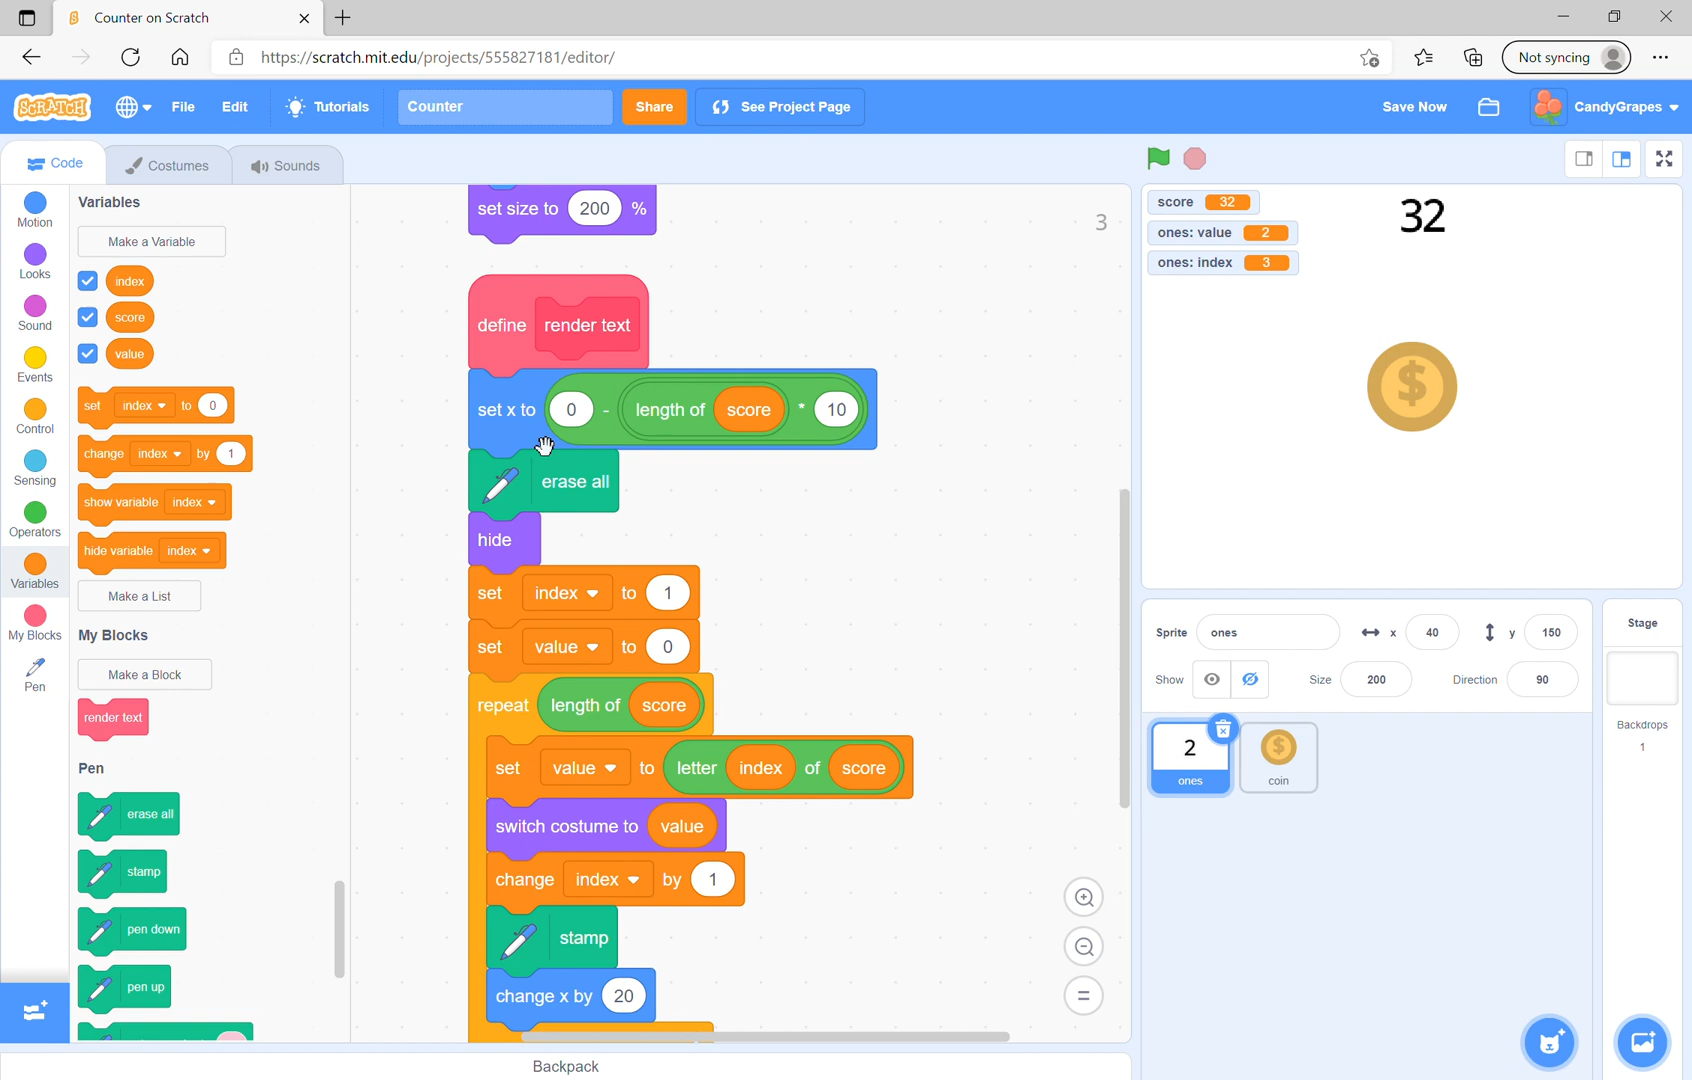 Counter on Scratch
https://scratch.mit.edu/projects/555827181/editor/
Not syncing
SCRATCH
File
Edit
Tutorials
Counter
Share
See Project Page
Save Now
CandyGrapes
Code
Costumes
Sounds
Motion
Looks
Sound
Events
Control
Sensing
Operators
Variables
My Blocks
Pen
Variables
Make a Variable
index
score
value
set index to 0
change index by 1
show variable index
hide variable index
Make a List
My Blocks
Make a Block
render text
Pen
erase all
stamp
pen down
pen up
set size to 200 %
3
define render text
set x to 0 - length of score * 10
erase all
hide
set index to 1
set value to 0
repeat length of score
set value to letter index of score
switch costume to value
change index by 1
stamp
change x by 20
Backpack
score 32
ones: value 2
ones: index 3
32
$
Sprite ones x 40 y 150
Show Size 200 Direction 90
2
ones
$
coin
Stage
Backdrops
1